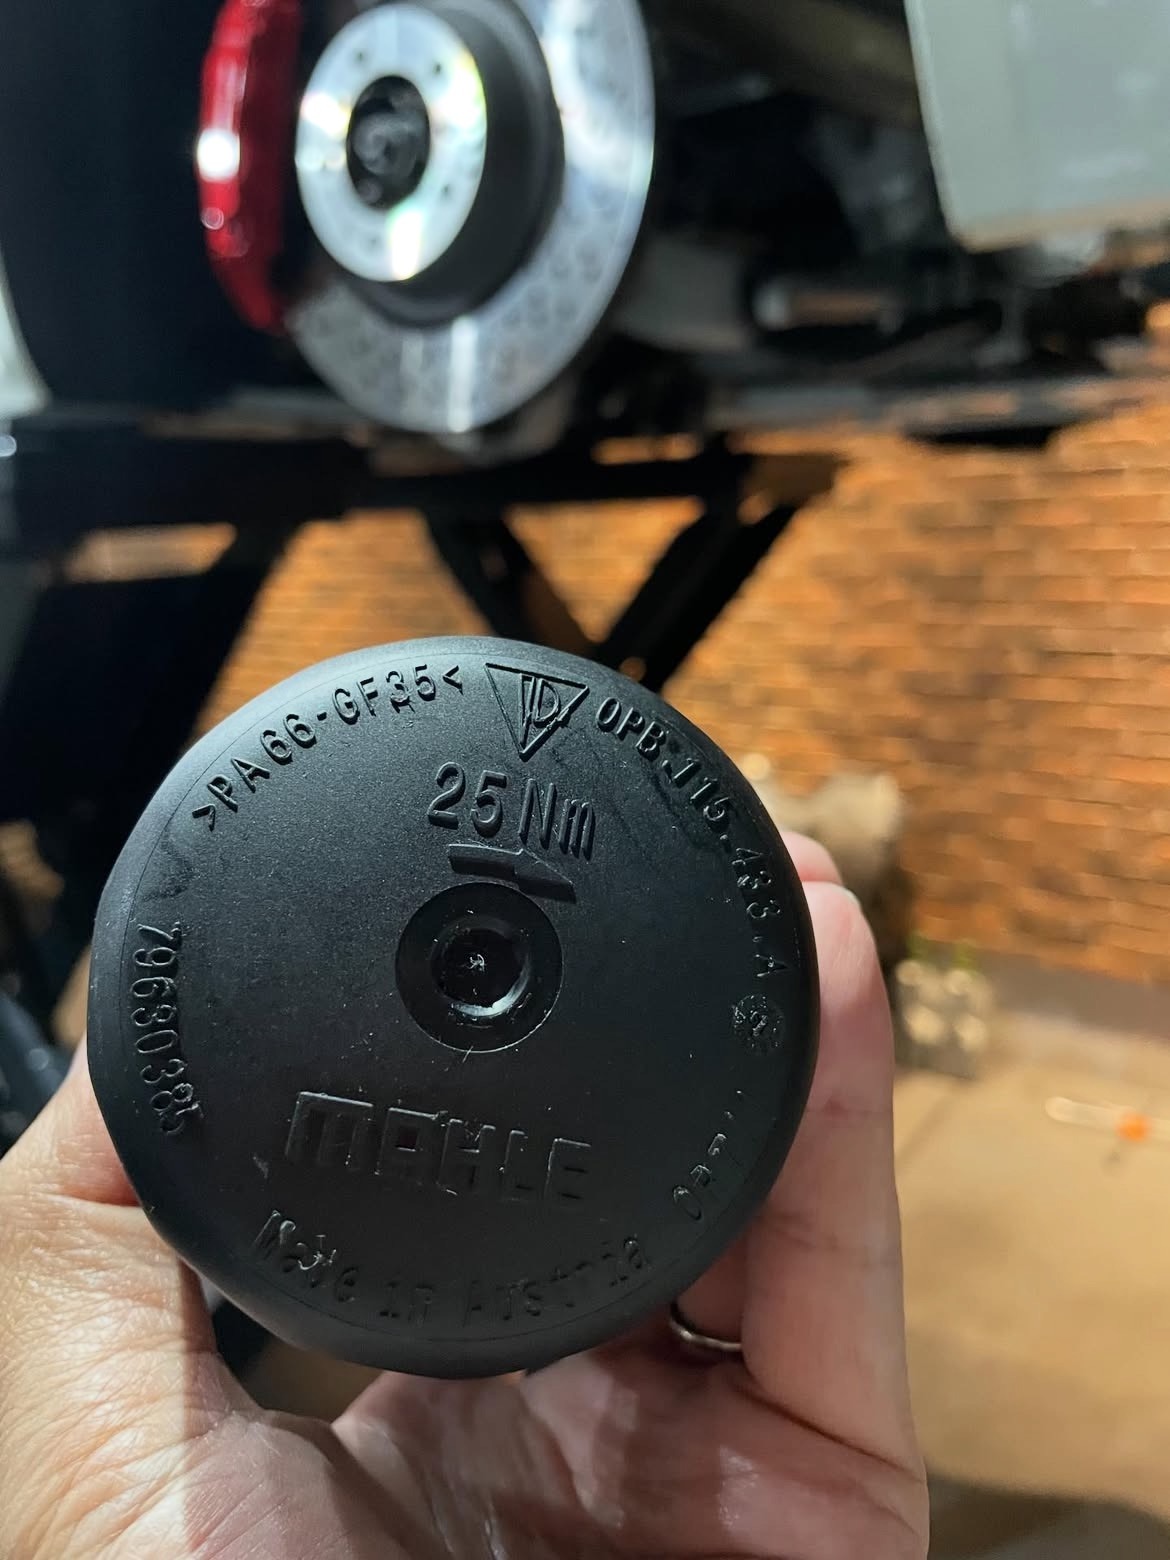 >PA66-GF35<
0PB.115.433.A
25 Nm
79630385
MAHLE
Made in Austria